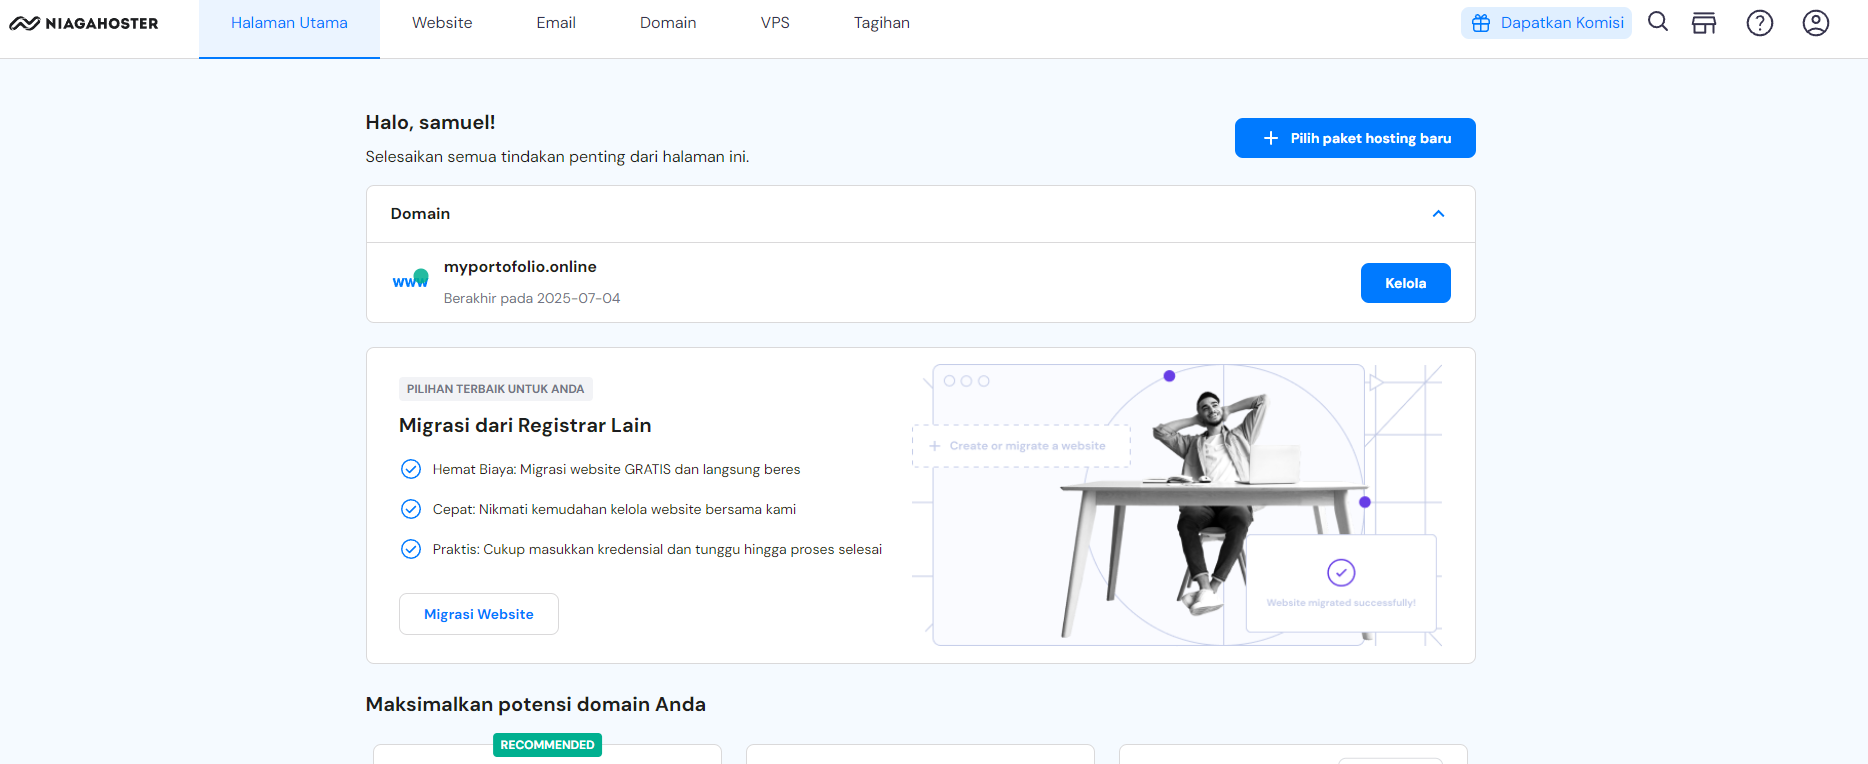 NIAGAHOSTER
Halaman Utama
Website
Email
Domain
VPS
Tagihan
Dapatkan Komisi
Halo, samuel!
Selesaikan semua tindakan penting dari halaman ini.
Pilih paket hosting baru
Domain
www
myportofolio.online
Berakhir pada 2025-07-04
Kelola
PILIHAN TERBAIK UNTUK ANDA
Migrasi dari Registrar Lain
Hemat Biaya: Migrasi website GRATIS dan langsung beres
Cepat: Nikmati kemudahan kelola website bersama kami
Praktis: Cukup masukkan kredensial dan tunggu hingga proses selesai
Migrasi Website
+ Create or migrate a website
Website migrated successfully!
Maksimalkan potensi domain Anda
RECOMMENDED